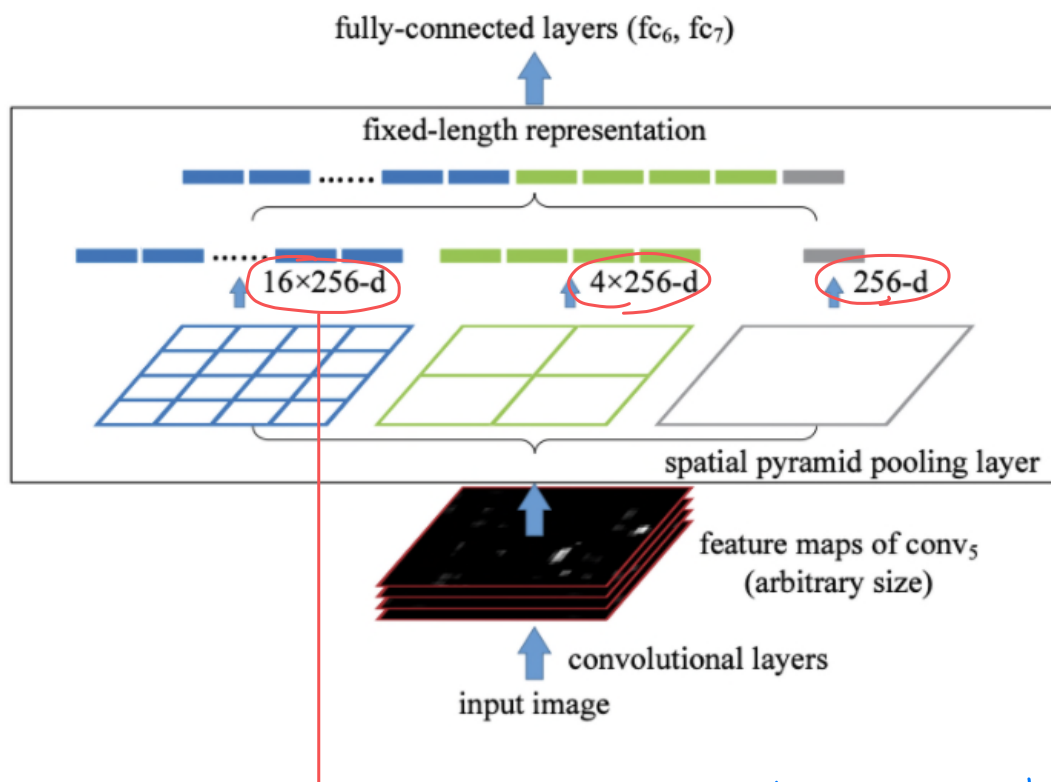 fully-connected layers (fc₆, fc₇)
fixed-length representation
......
......
16×256-d
4×256-d
256-d
spatial pyramid pooling layer
feature maps of conv₅
(arbitrary size)
convolutional layers
input image